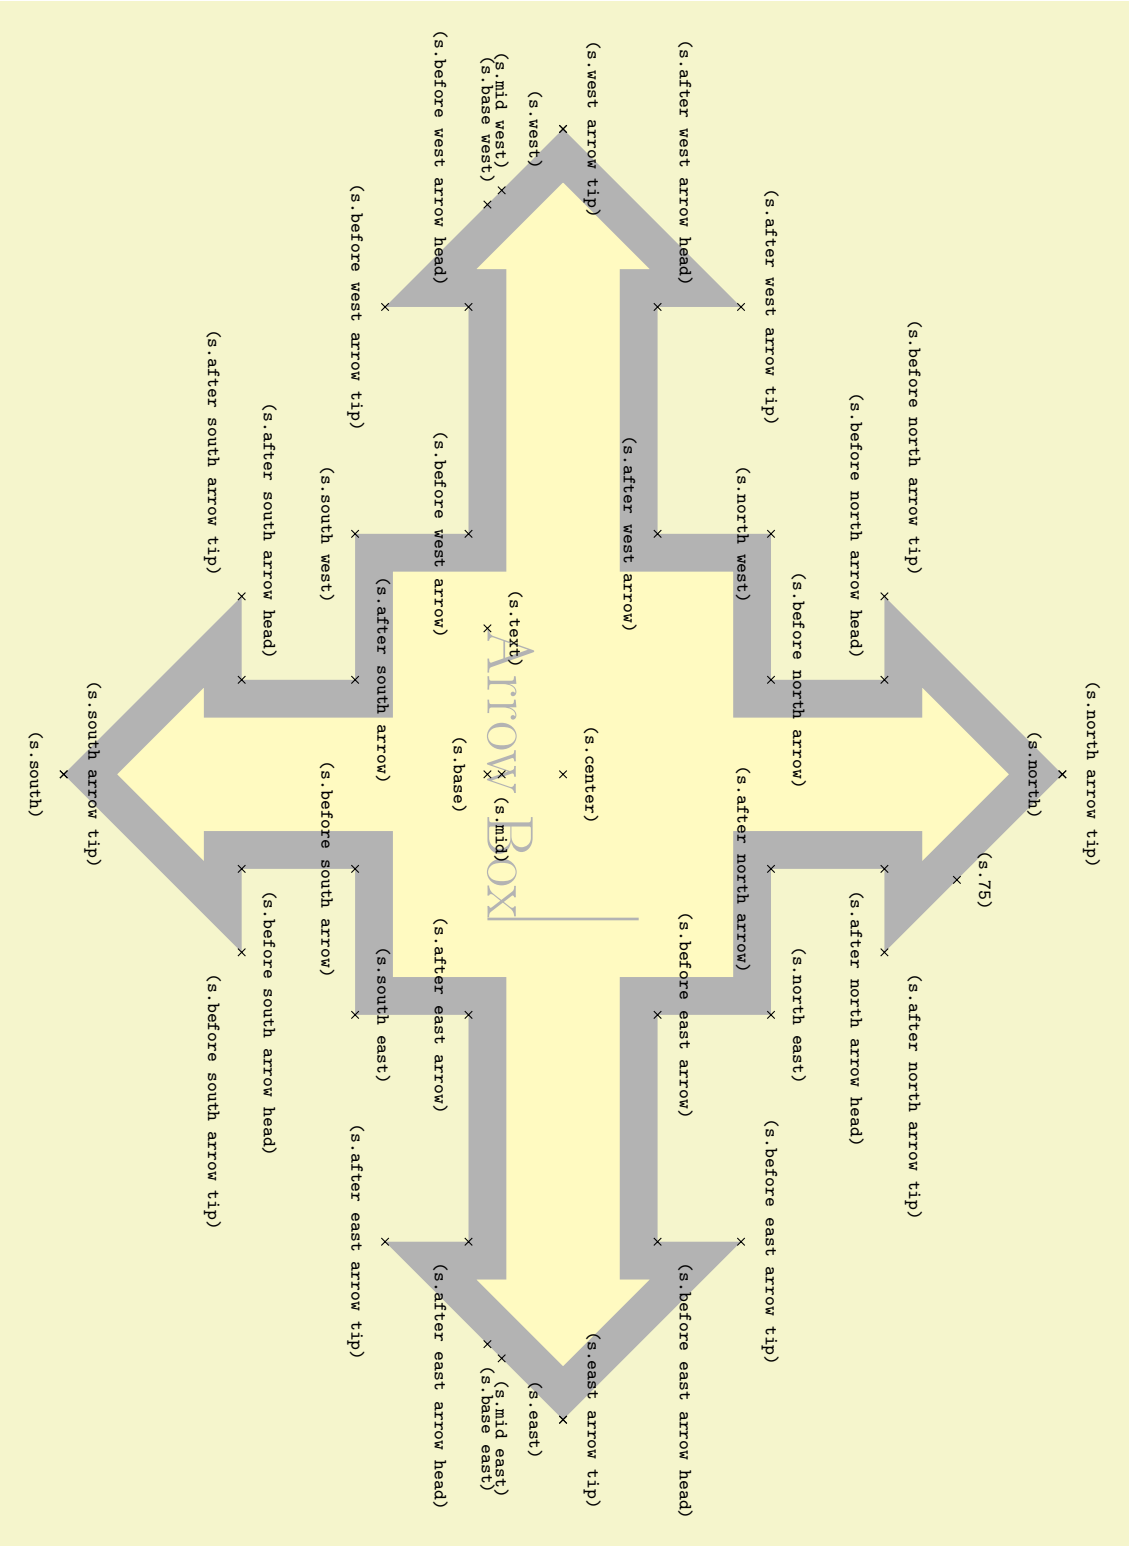 (s.north arrow tip)
(s.north)
(s.75)
(s.before north arrow tip)
(s.after north arrow tip)
(s.before north arrow head)
(s.after north arrow head)
(s.before north arrow)
(s.north east)
(s.after west arrow tip)
(s.before east arrow tip)
(s.north west)
(s.after north arrow)
(s.after west arrow head)
(s.before east arrow)
(s.before east arrow head)
(s.after west arrow)
(s.west arrow tip)
(s.center)
(s.east arrow tip)
(s.west)
(s.east)
(s.text)
Arrow Box
(s.mid west)
(s.mid)
(s.mid east)
(s.base west)
(s.base east)
(s.base)
(s.before west arrow head)
(s.before west arrow)
(s.after east arrow)
(s.after east arrow head)
(s.after south arrow)
(s.south east)
(s.before west arrow tip)
(s.after east arrow tip)
(s.south west)
(s.before south arrow)
(s.after south arrow head)
(s.before south arrow head)
(s.after south arrow tip)
(s.before south arrow tip)
(s.south arrow tip)
(s.south)